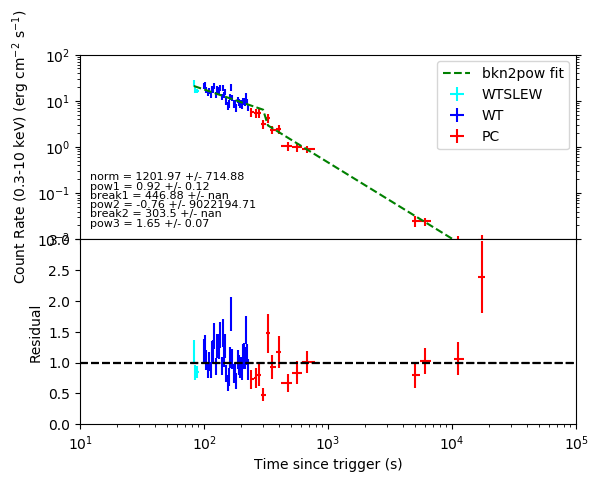 Count Rate (0.3-10 keV) (erg cm⁻² s⁻¹)
10²
10¹
10⁰
10⁻¹
10⁻²
bkn2pow fit
WTSLEW
WT
PC
norm = 1201.97 +/- 714.88
pow1 = 0.92 +/- 0.12
break1 = 446.88 +/- nan
pow2 = -0.76 +/- 9022194.71
break2 = 303.5 +/- nan
pow3 = 1.65 +/- 0.07
Residual
3.0
2.5
2.0
1.5
1.0
0.5
0.0
10¹ 10² 10³ 10⁴ 10⁵
Time since trigger (s)